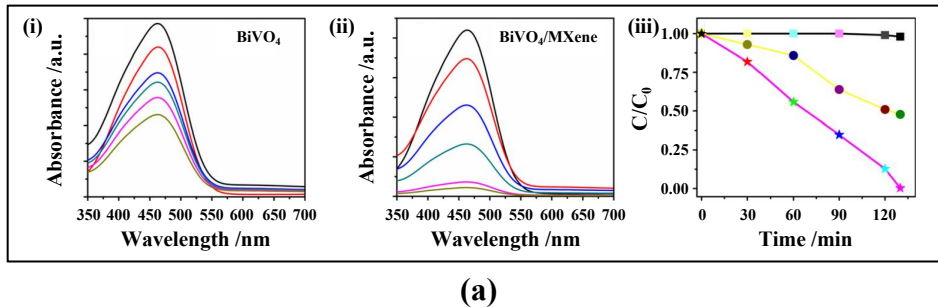 (i)
BiVO₄
Absorbance /a.u.
350 400 450 500 550 600 650 700
Wavelength /nm
(ii)
BiVO₄/MXene
Absorbance /a.u.
350 400 450 500 550 600 650 700
Wavelength /nm
(iii)
C/C₀
1.00
0.75
0.50
0.25
0.00
0 30 60 90 120
Time /min
(a)